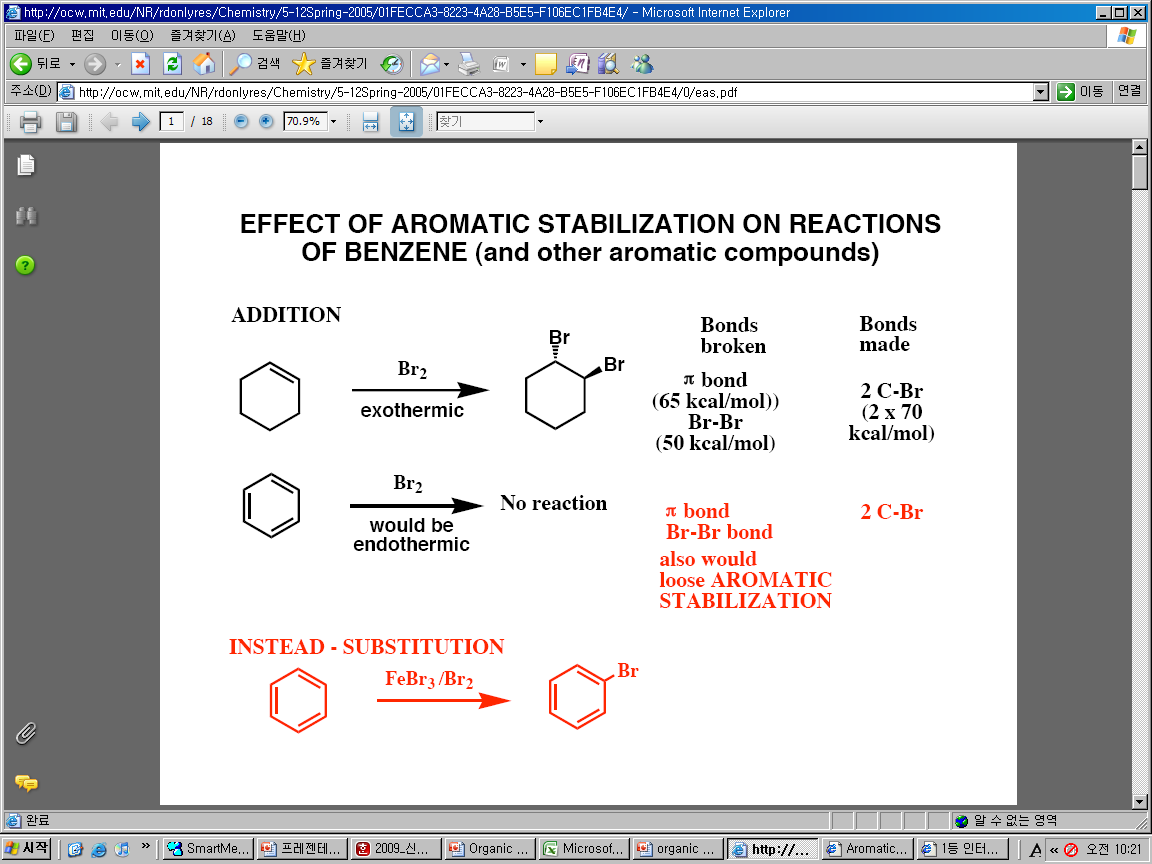 http://ocw.mit.edu/NR/rdonlyres/Chemistry/5-12Spring-2005/01FECCA3-8223-4A28-B5E5-F106EC1FB4E4/ - Microsoft Internet Explorer
파일(F) 편집 이동(O) 즐겨찾기(A) 도움말(H)
뒤로 검색 즐겨찾기
주소(D) http://ocw.mit.edu/NR/rdonlyres/Chemistry/5-12Spring-2005/01FECCA3-8223-4A28-B5E5-F106EC1FB4E4/0/eas.pdf 이동 연결
1 / 18 70.9% 찾기
EFFECT OF AROMATIC STABILIZATION ON REACTIONS
OF BENZENE (and other aromatic compounds)
ADDITION
Bonds
broken
Bonds
made
Br2
exothermic
Br
Br
π bond
(65 kcal/mol))
Br-Br
(50 kcal/mol)
2 C-Br
(2 x 70
kcal/mol)
Br2
would be
endothermic
No reaction
π bond
Br-Br bond
also would
loose AROMATIC
STABILIZATION
2 C-Br
INSTEAD - SUBSTITUTION
FeBr3 /Br2
Br
완료 알 수 없는 영역
시작 » SmartMe... 프레젠테... 2009_신... Organic ... Microsof... organic ... http://... Aromatic... 1등 인터... A « 오전 10:21